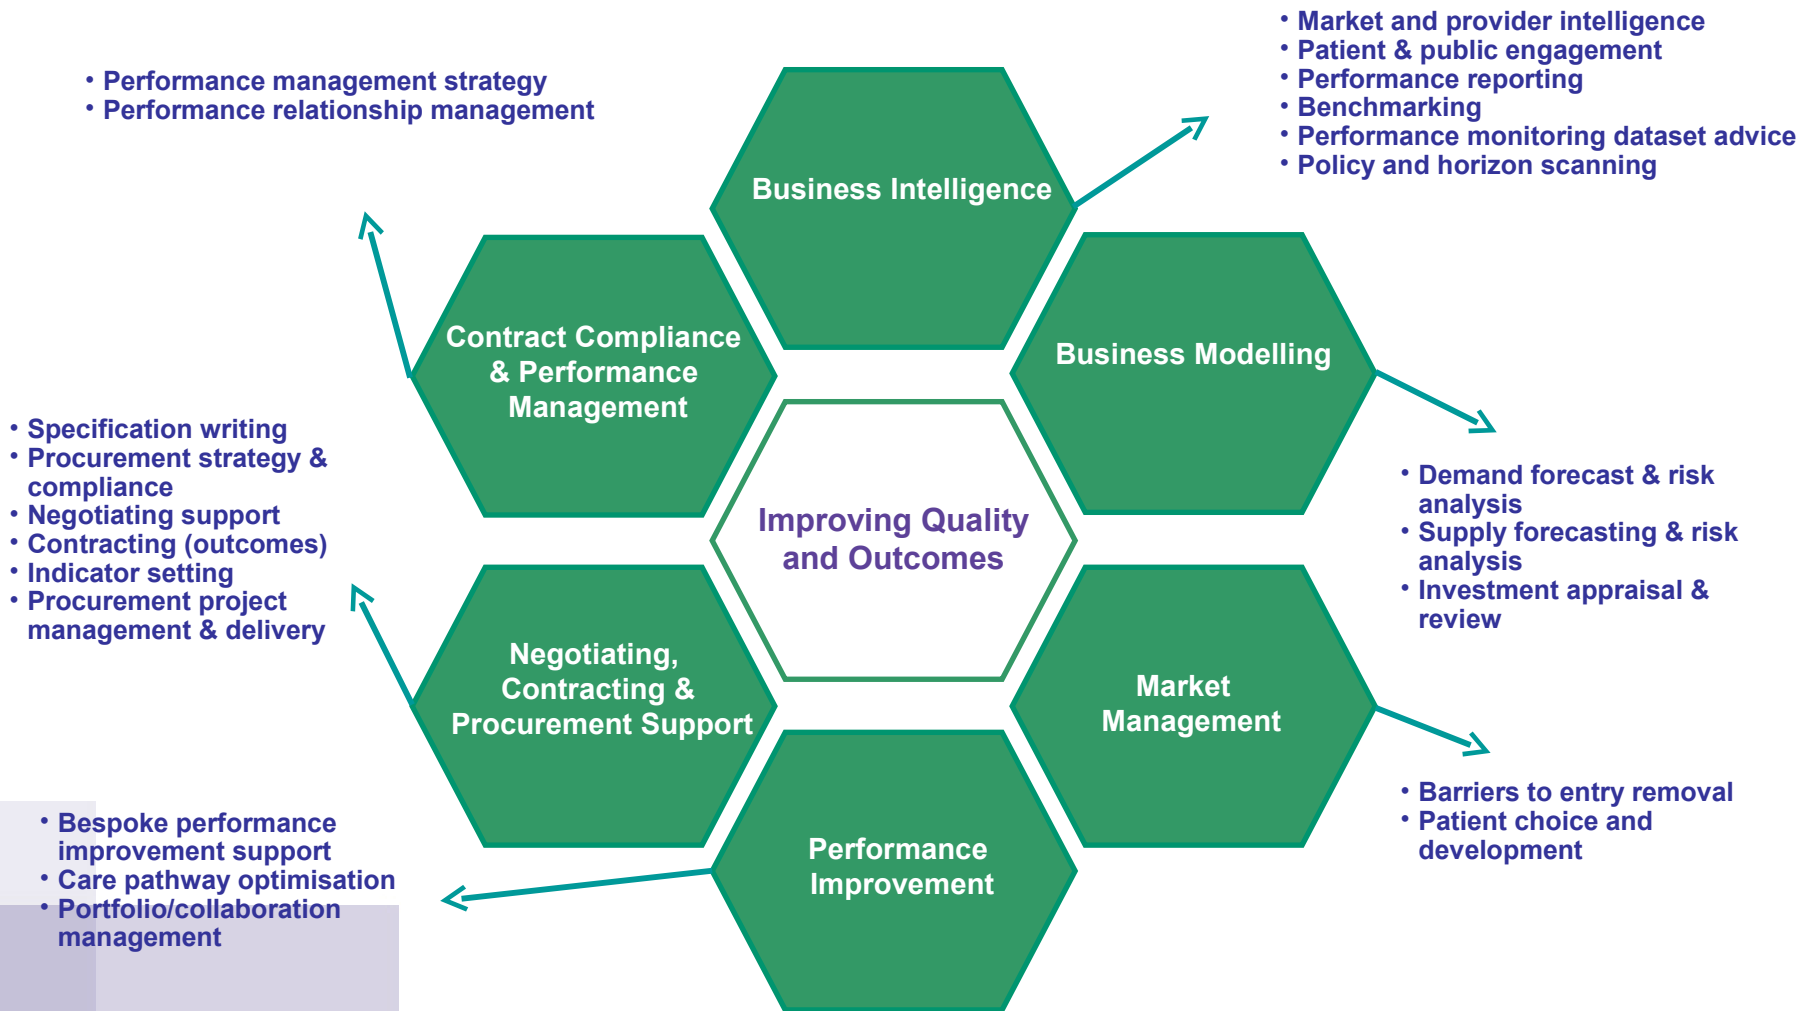 • Performance management strategy
• Performance relationship management
• Market and provider intelligence
• Patient & public engagement
• Performance reporting
• Benchmarking
• Performance monitoring dataset advice
• Policy and horizon scanning
Business Intelligence
Contract Compliance
& Performance
Management
Business Modelling
• Specification writing
• Procurement strategy &
compliance
• Negotiating support
• Contracting (outcomes)
• Indicator setting
• Procurement project
management & delivery
Improving Quality
and Outcomes
• Demand forecast & risk
analysis
• Supply forecasting & risk
analysis
• Investment appraisal &
review
Negotiating,
Contracting &
Procurement Support
Market
Management
• Bespoke performance
improvement support
• Care pathway optimisation
• Portfolio/collaboration
management
Performance
Improvement
• Barriers to entry removal
• Patient choice and
development